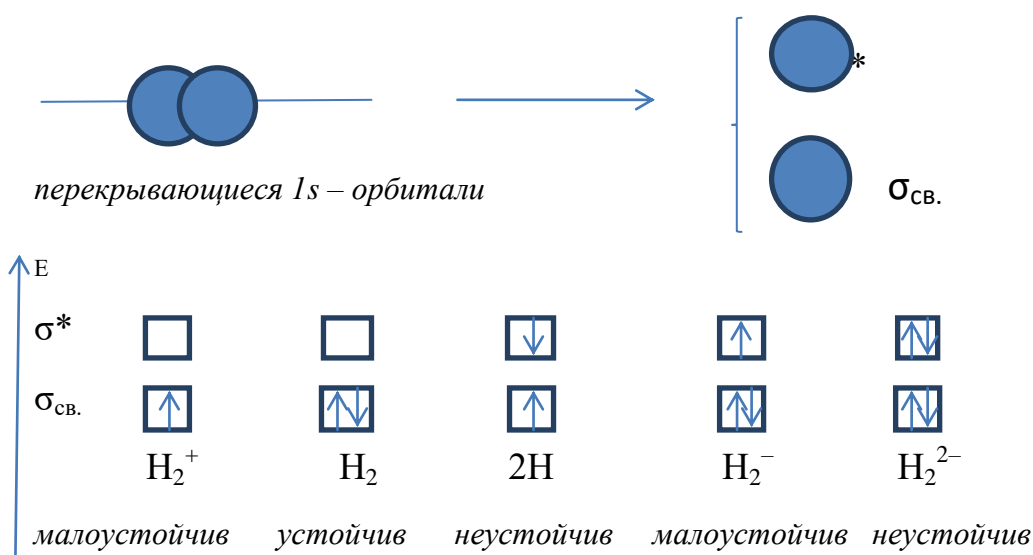 *
перекрывающиеся 1s – орбитали
σсв.
E
σ*
σсв.
H₂⁺ H₂ 2H H₂⁻ H₂²⁻
малоустойчив устойчив неустойчив малоустойчив неустойчив